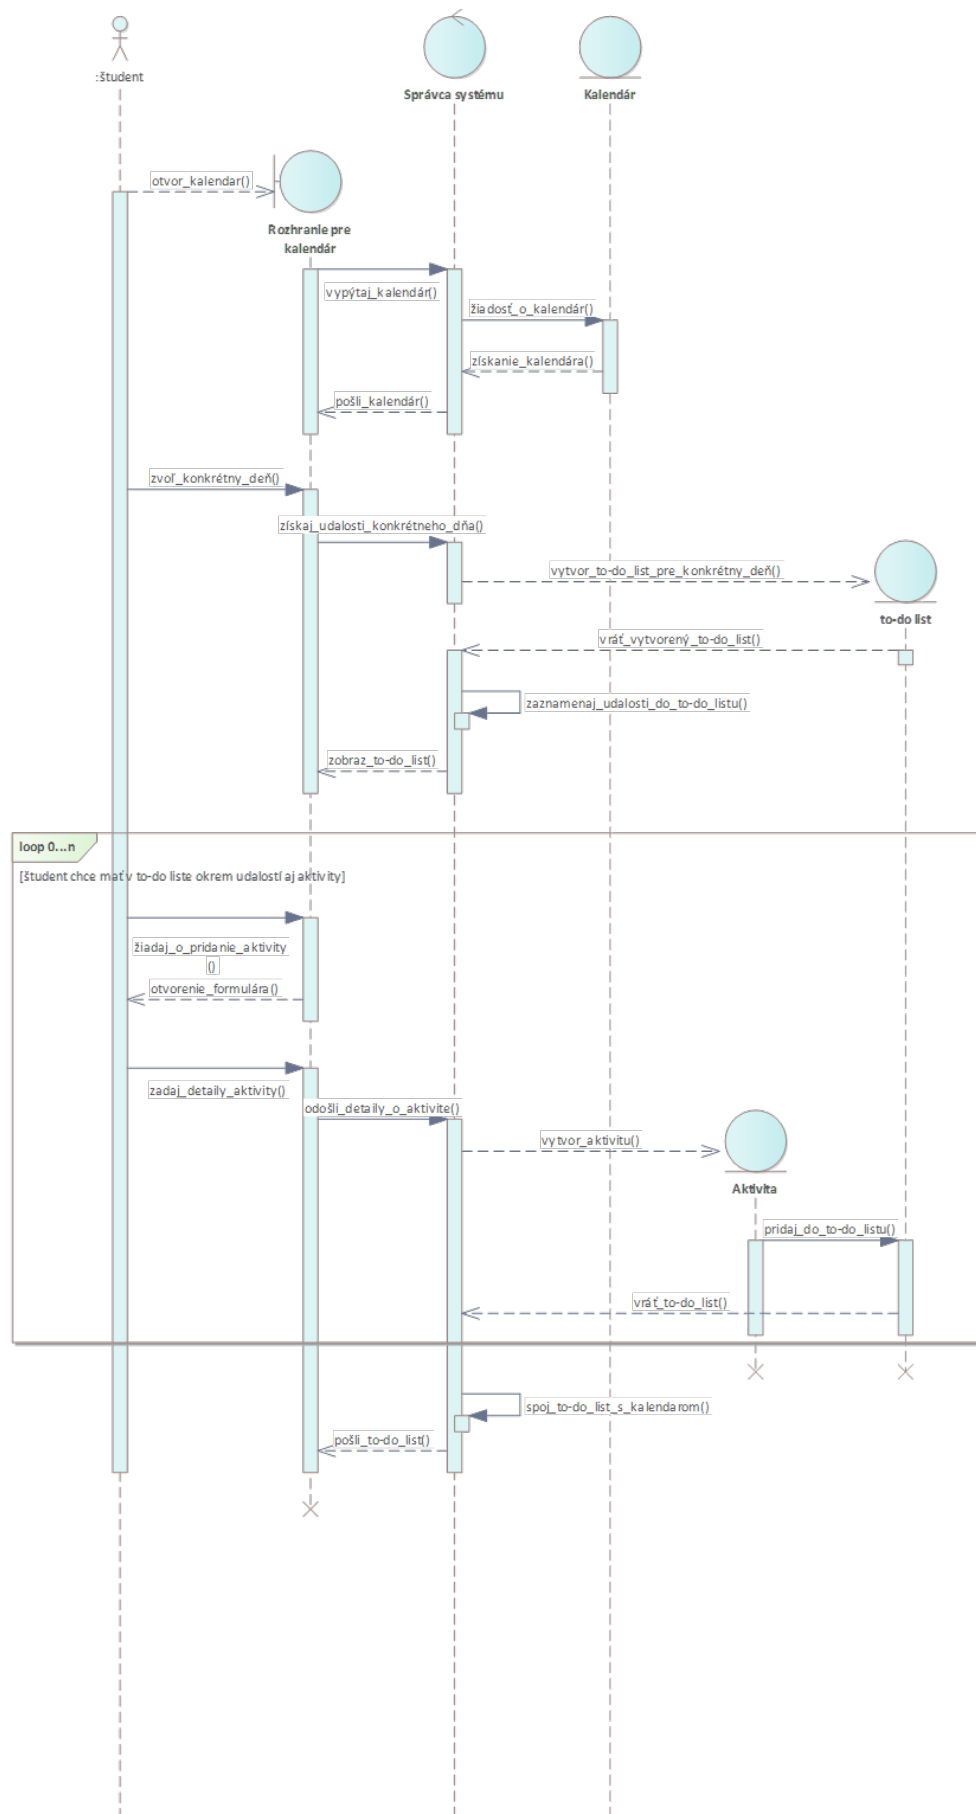 :študent
Správca systému
Kalendár
otvor_kalendar()
Rozhranie pre
kalendár
vypýtaj_kalendár()
žiadosť_o_kalendár()
získanie_kalendára()
pošli_kalendár()
zvoľ_konkrétny_deň()
získaj_udalosti_konkrétneho_dňa()
vytvor_to-do_list_pre_konkrétny_deň()
to-do list
vráť_vytvorený_to-do_list()
zaznamenaj_udalosti_do_to-do_listu()
zobraz_to-do_list()
loop 0...n
[študent chce mať v to-do liste okrem udalostí aj aktivity]
žiadaj_o_pridanie_aktivity
()
otvorenie_formulára()
zadaj_detaily_aktivity()
odošli_detaily_o_aktivite()
vytvor_aktivitu()
Aktivita
pridaj_do_to-do_listu()
vráť_to-do_list()
spoj_to-do_list_s_kalendarom()
pošli_to-do_list()